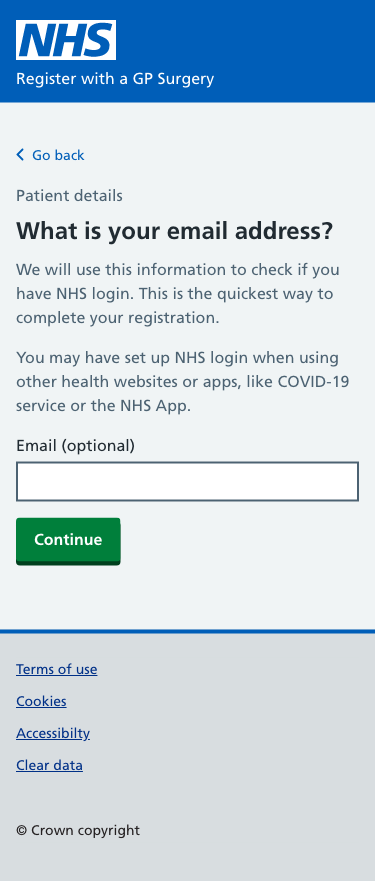 NHS
Register with a GP Surgery
Go back
Patient details
What is your email address?
We will use this information to check if you
have NHS login. This is the quickest way to
complete your registration.
You may have set up NHS login when using
other health websites or apps, like COVID-19
service or the NHS App.
Email (optional)
Continue
Terms of use
Cookies
Accessibilty
Clear data
© Crown copyright